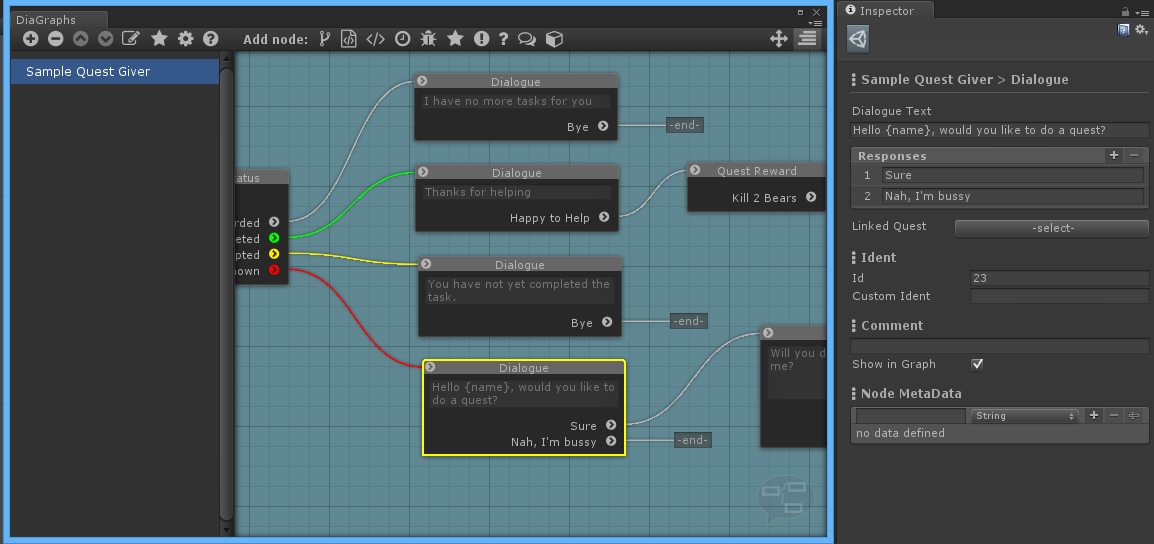 DiaGraphs
Add node:
Sample Quest Giver
tatus
rded
eted
pted
own
Dialogue
I have no more tasks for you
Bye
-end-
Dialogue
Thanks for helping
Happy to Help
Quest Reward
Kill 2 Bears
Dialogue
You have not yet completed the
task.
Bye
-end-
Dialogue
Hello {name}, would you like to
do a quest?
Sure
Nah, I'm bussy
-end-
Will you d
me?
Inspector
Sample Quest Giver > Dialogue
Dialogue Text
Hello {name}, would you like to do a quest?
Responses
1 Sure
2 Nah, I'm bussy
Linked Quest -select-
Ident
Id 23
Custom Ident
Comment
Show in Graph
Node MetaData
String
no data defined